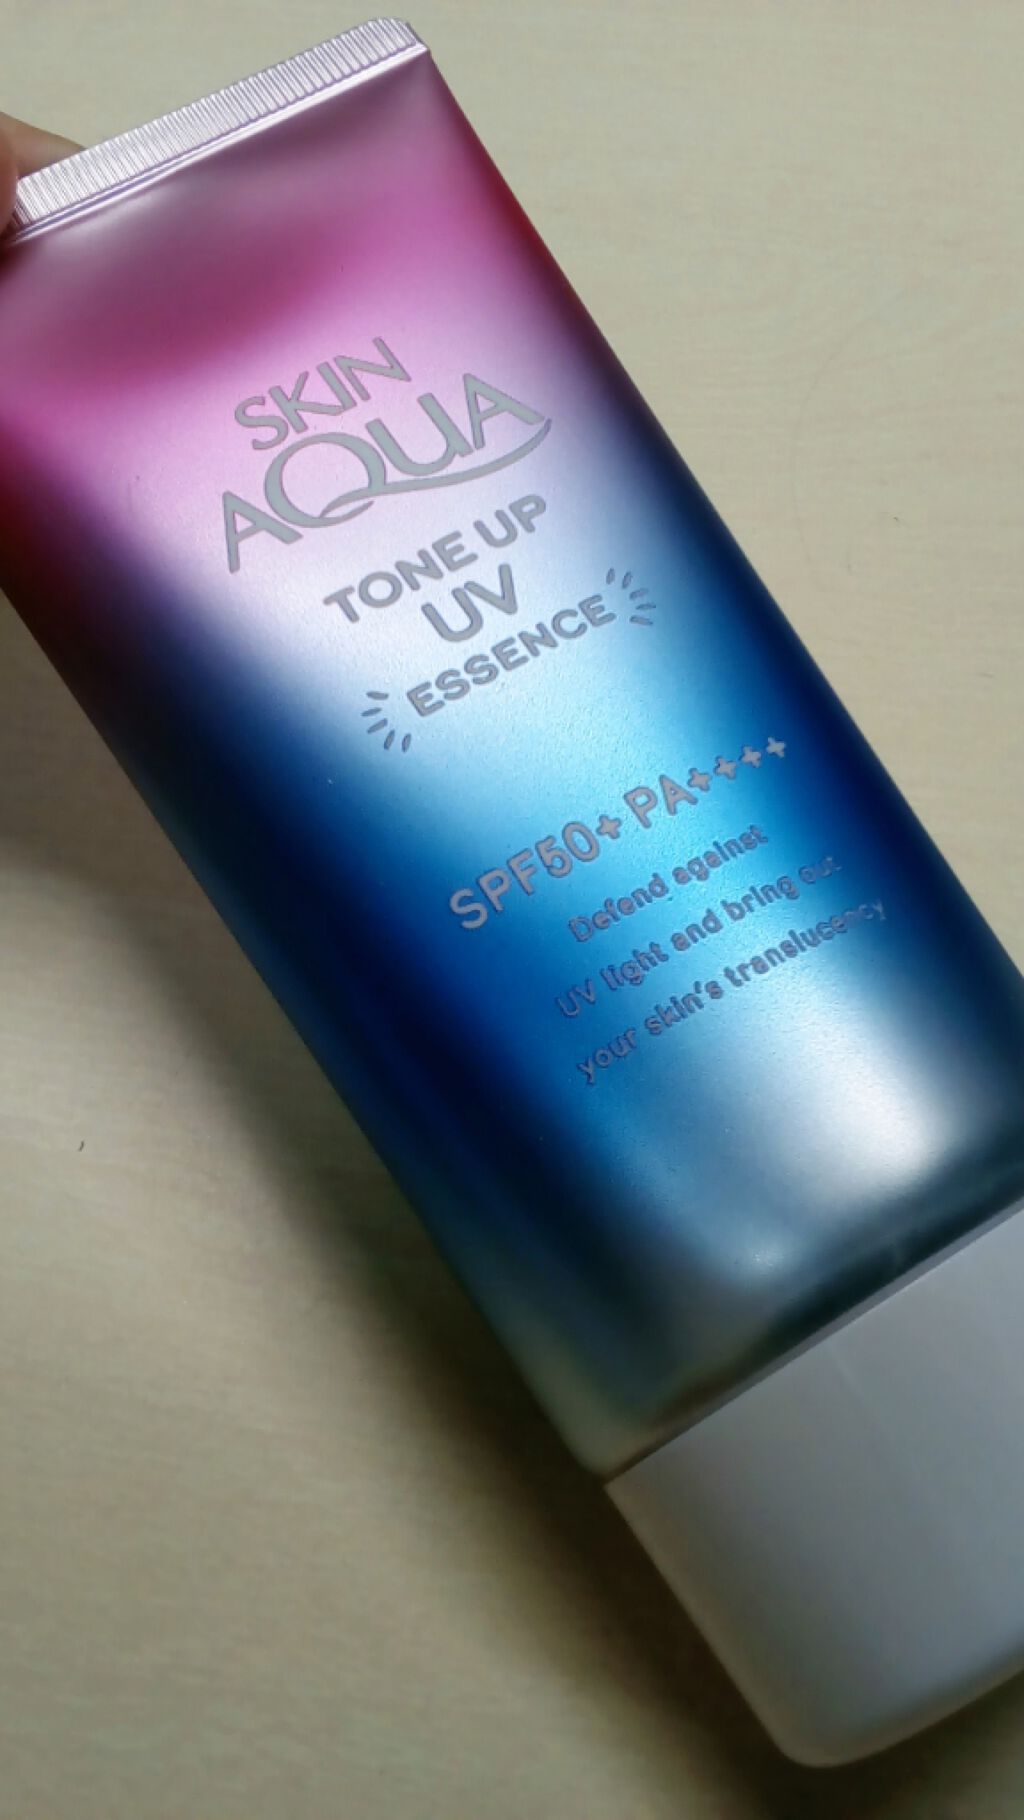 SKIN
AQUA
TONE UP
UV
ESSENCE
SPF50+ PA++++
Defend against
UV light and bring out
your skin's translucency